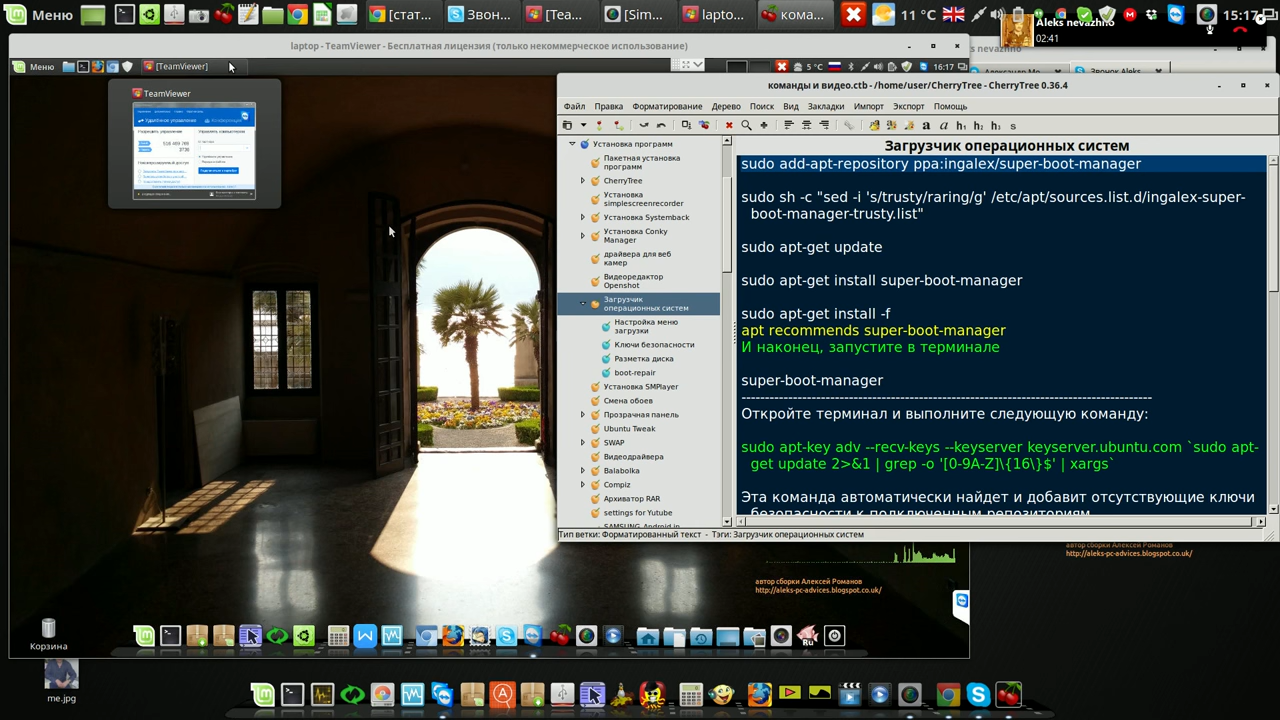 Меню
[стат...
Звон...
[Tea...
[Sim...
lapto...
кома...
11 °C
15:17
Aleks nevazhno
02:41
laptop - TeamViewer - Бесплатная лицензия (только некоммерческое использование)
Меню
[TeamViewer]
5 °C
16:17
TeamViewer
команды и видео.ctb - /home/user/CherryTree - CherryTree 0.36.4
Файл Правка Форматирование Дерево Поиск Вид Закладки Импорт Экспорт Помощь
Установка программ
Пакетная установка
программ
CherryTree
Установка
simplescreenrecorder
Установка Systemback
Установка Conky
Manager
драйвера для веб
камер
Видеоредактор
Openshot
Загрузчик
операционных систем
Настройка меню
загрузки
Ключи безопасности
Разметка диска
boot-repair
Установка SMPlayer
Смена обоев
Прозрачная панель
Ubuntu Tweak
SWAP
Видеодрайвера
Balabolka
Compiz
Архиватор RAR
settings for Yutube
Загрузчик операционных систем
sudo add-apt-repository ppa:ingalex/super-boot-manager
sudo sh -c "sed -i 's/trusty/raring/g' /etc/apt/sources.list.d/ingalex-super-
boot-manager-trusty.list"
sudo apt-get update
sudo apt-get install super-boot-manager
sudo apt-get install -f
apt recommends super-boot-manager
И наконец, запустите в терминале
super-boot-manager
Откройте терминал и выполните следующую команду:
sudo apt-key adv --recv-keys --keyserver keyserver.ubuntu.com `sudo apt-
get update 2>&1 | grep -o '[0-9A-Z]\{16\}$' | xargs`
Эта команда автоматически найдет и добавит отсутствующие ключи
безопасности к подключенным репозиториям
Тип ветки: Форматированный текст - Тэги: Загрузчик операционных систем
автор сборки Алексей Романов
http://aleks-pc-advices.blogspot.co.uk/
автор сборки Алексей Романов
http://aleks-pc-advices.blogspot.co.uk/
Корзина
Ru
me.jpg